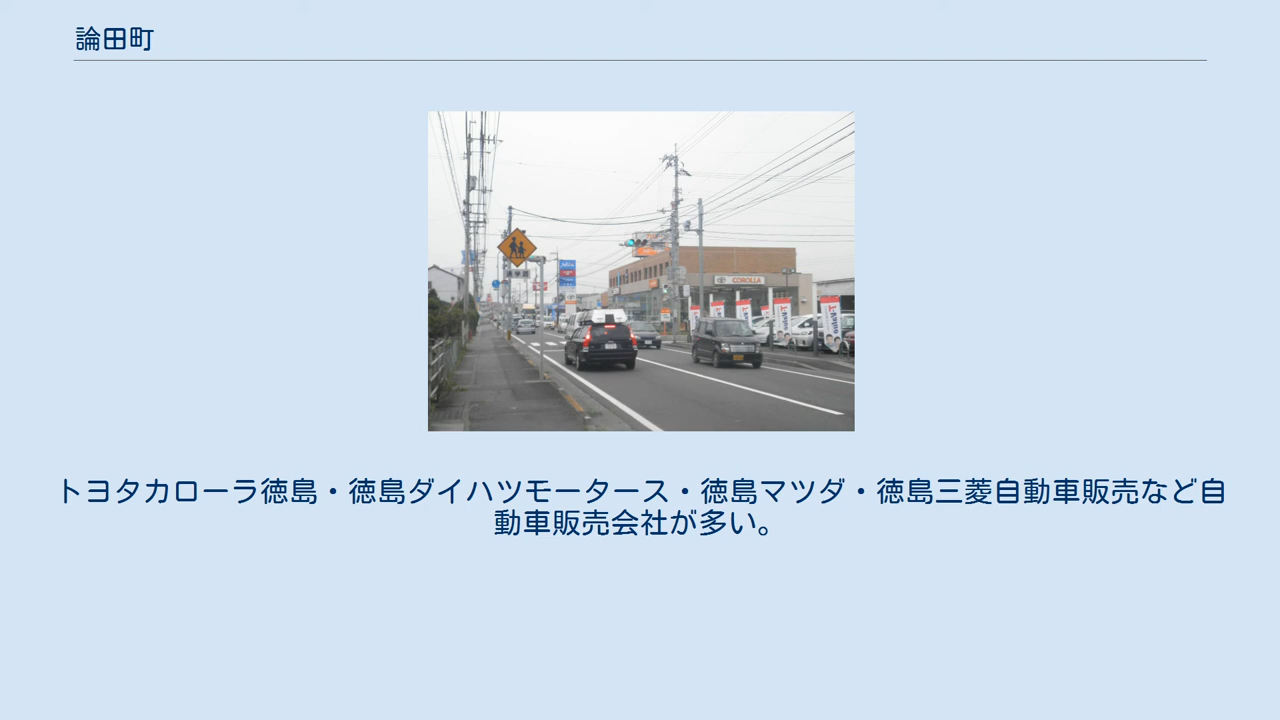 論田町
COROLLA
トヨタカローラ徳島・徳島ダイハツモータース・徳島マツダ・徳島三菱自動車販売など自
動車販売会社が多い。